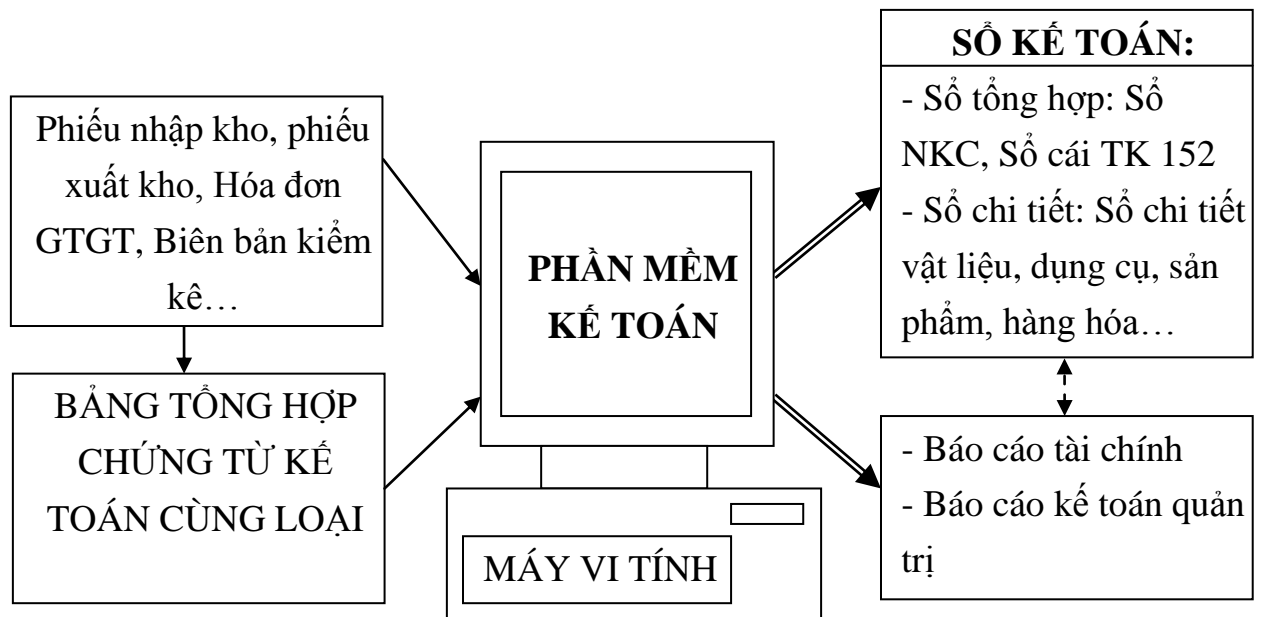 Phiếu nhập kho, phiếu
xuất kho, Hóa đơn
GTGT, Biên bản kiểm
kê…
BẢNG TỔNG HỢP
CHỨNG TỪ KẾ
TOÁN CÙNG LOẠI
PHẦN MỀM
KẾ TOÁN
MÁY VI TÍNH
SỔ KẾ TOÁN:
- Sổ tổng hợp: Sổ
NKC, Sổ cái TK 152
- Sổ chi tiết: Sổ chi tiết
vật liệu, dụng cụ, sản
phẩm, hàng hóa…
- Báo cáo tài chính
- Báo cáo kế toán quản
trị